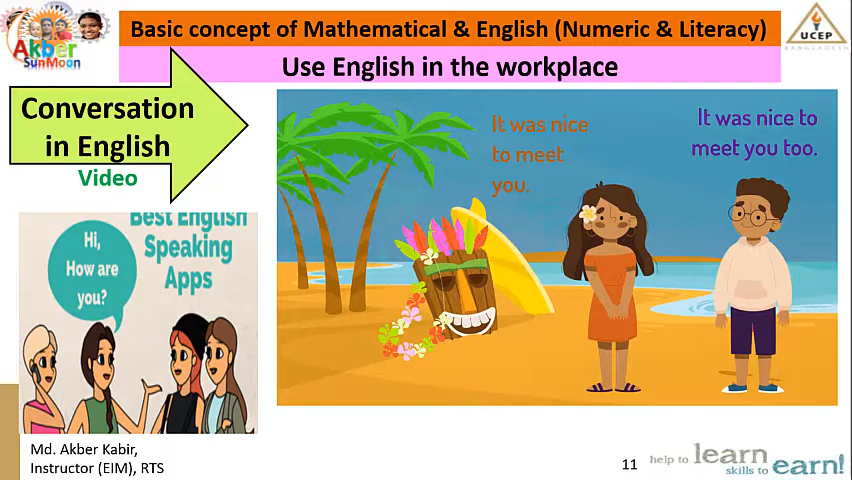 Akber
SunMoon
Basic concept of Mathematical & English (Numeric & Literacy)
UCEP
BANGLADESH
Use English in the workplace
Conversation
in English
Video
It was nice
to meet
you.
It was nice to
meet you too.
Best English
Speaking
Apps
Hi,
How are
you?
Md. Akber Kabir,
Instructor (EIM), RTS
11
help to learn
skills to earn!